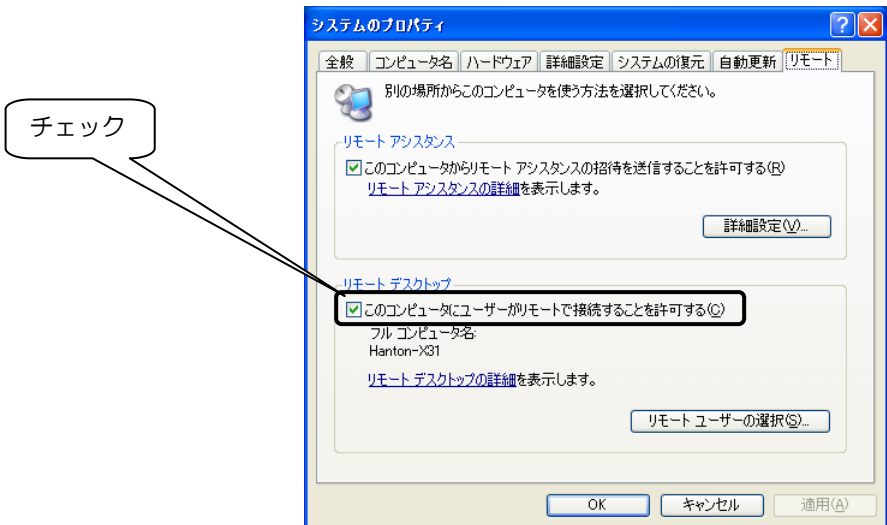 システムのプロパティ
全般 コンピュータ名 ハードウェア 詳細設定 システムの復元 自動更新 リモート
別の場所からこのコンピュータを使う方法を選択してください。
チェック
リモート アシスタンス
このコンピュータからリモート アシスタンスの招待を送信することを許可する(R)
リモート アシスタンスの詳細を表示します。
詳細設定(V)...
リモート デスクトップ
このコンピュータにユーザーがリモートで接続することを許可する(C)
フル コンピュータ名:
Hanton-X31
リモート デスクトップの詳細を表示します。
リモート ユーザーの選択(S)...
OK キャンセル 適用(A)